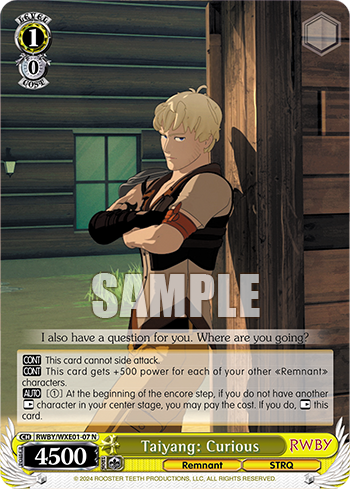 LEVEL
1
0
COST
SAMPLE
I also have a question for you. Where are you going?
CONT This card cannot side attack.
CONT This card gets +500 power for each of your other «Remnant»
characters.
AUTO [(1)] At the beginning of the encore step, if you do not have another
character in your center stage, you may pay the cost. If you do,
this card.
RWBY/WXE01-07 N
Taiyang: Curious
RWBY
POWER
4500
Remnant
STRQ
© 2024 ROOSTER TEETH PRODUCTIONS, LLC, ALL RIGHTS RESERVED.